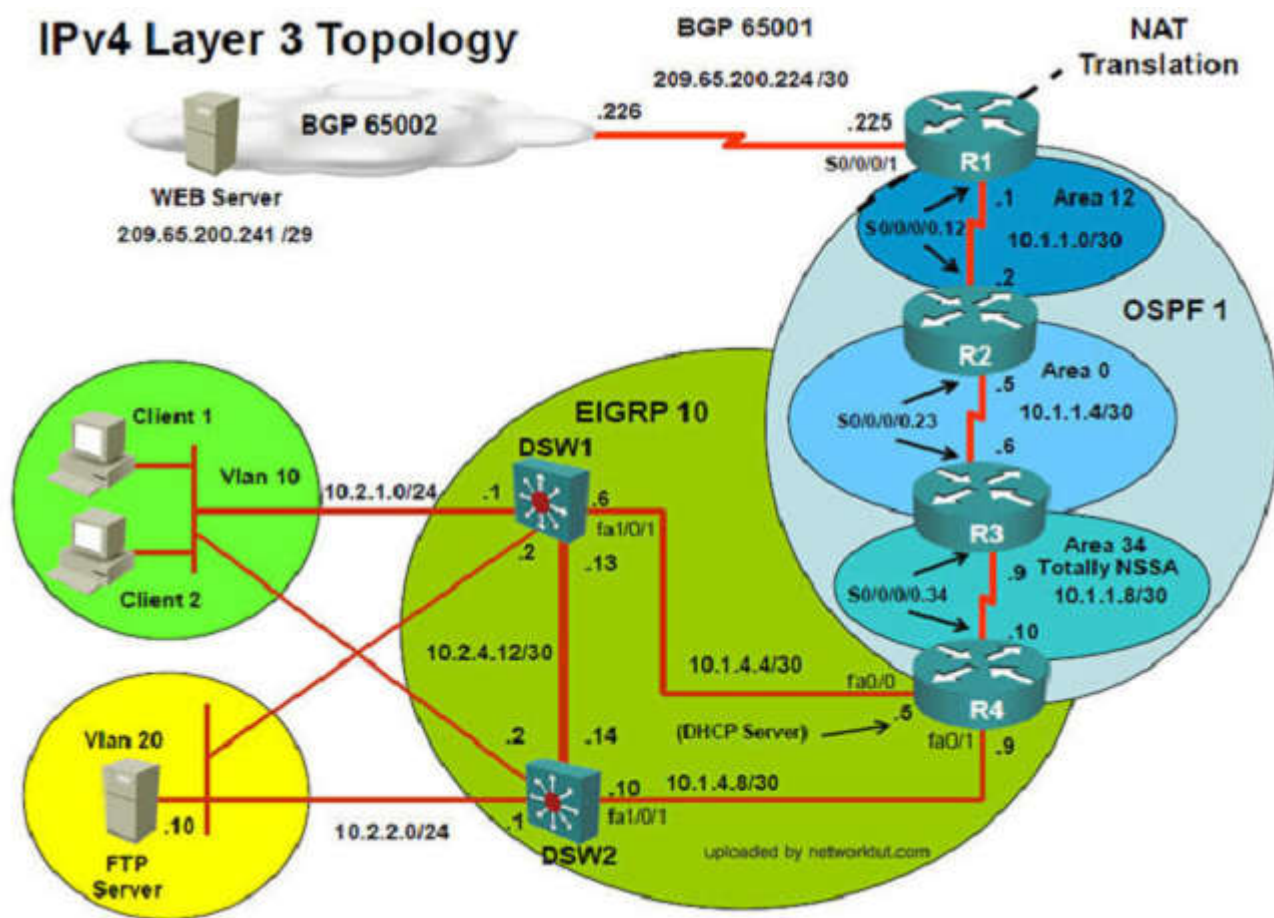 IPv4 Layer 3 Topology
BGP 65001
209.65.200.224 /30
NAT
Translation
BGP 65002
.226
.225
S0/0/0/1
R1
WEB Server
209.65.200.241 /29
.1
Area 12
S0/0/0/0.12
10.1.1.0/30
.2
OSPF 1
R2
Area 0
.5
10.1.1.4/30
S0/0/0/0.23
.6
R3
Area 34
Totally NSSA
.9
10.1.1.8/30
S0/0/0/0.34
.10
R4
EIGRP 10
Client 1
Vlan 10
Client 2
10.2.1.0/24
DSW1
.1
.6
fa1/0/1
.2
.13
10.2.4.12/30
10.1.4.4/30
fa0/0
.5
(DHCP Server)
fa0/1
.9
Vlan 20
.10
FTP
Server
10.2.2.0/24
.2
.14
.10
10.1.4.8/30
.1
fa1/0/1
DSW2
uploaded by networktut.com